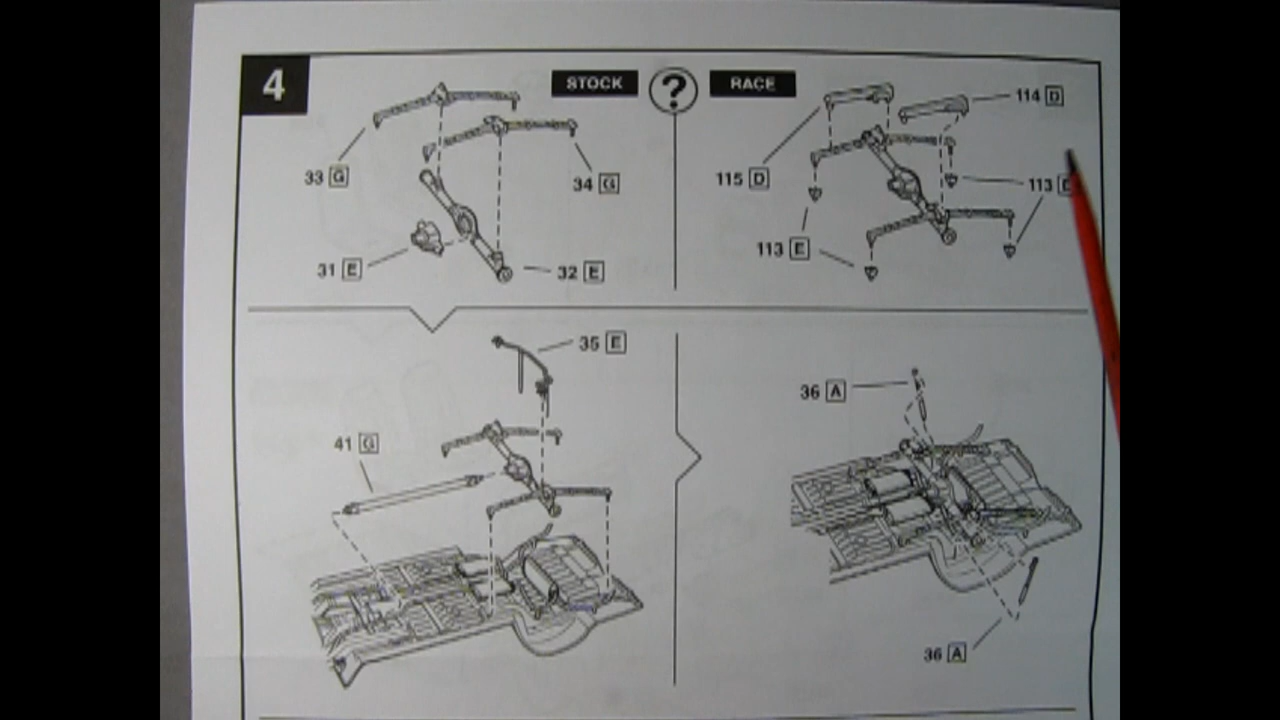 4
STOCK ? RACE
114 D
33 G
34 G
115 D
113
113 E
31 E
32 E
35 E
36 A
41 G
36 A